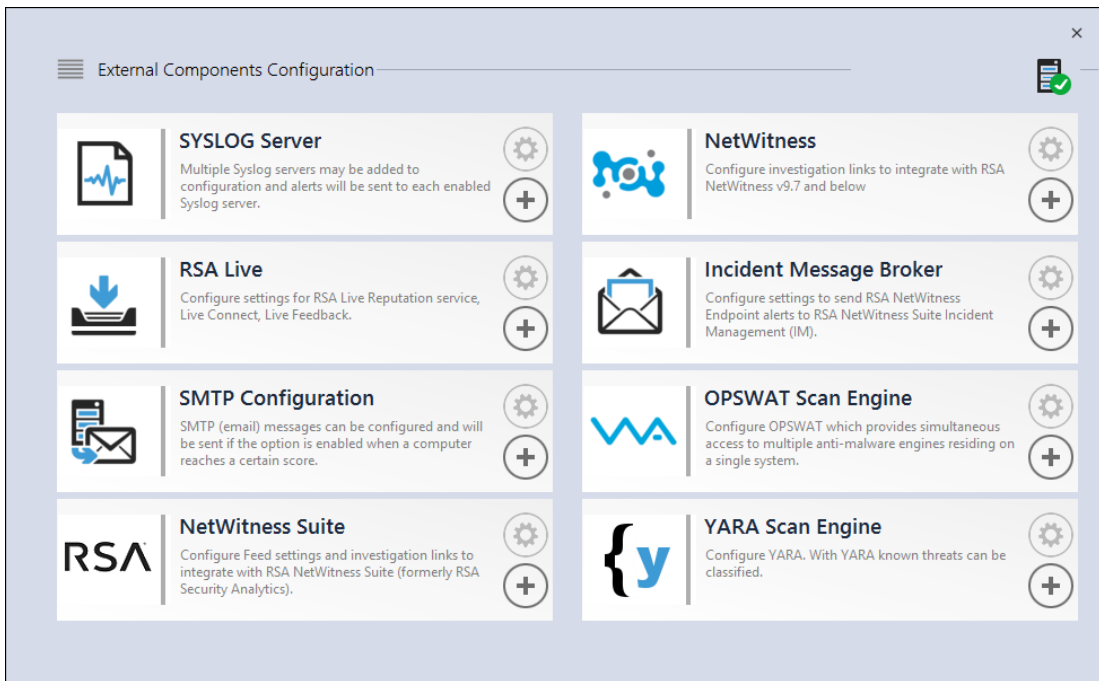 External Components Configuration
SYSLOG Server
Multiple Syslog servers may be added to
configuration and alerts will be sent to each enabled
Syslog server.
NetWitness
Configure investigation links to integrate with RSA
NetWitness v9.7 and below
RSA Live
Configure settings for RSA Live Reputation service,
Live Connect, Live Feedback.
Incident Message Broker
Configure settings to send RSA NetWitness
Endpoint alerts to RSA NetWitness Suite Incident
Management (IM).
SMTP Configuration
SMTP (email) messages can be configured and will
be sent if the option is enabled when a computer
reaches a certain score.
OPSWAT Scan Engine
Configure OPSWAT which provides simultaneous
access to multiple anti-malware engines residing on
a single system.
RSA
NetWitness Suite
Configure Feed settings and investigation links to
integrate with RSA NetWitness Suite (formerly RSA
Security Analytics).
{y
YARA Scan Engine
Configure YARA. With YARA known threats can be
classified.